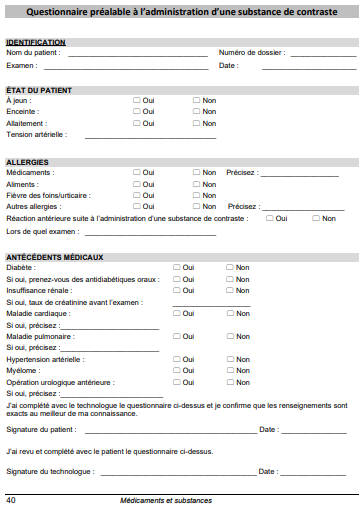 Questionnaire préalable à l'administration d'une substance de contraste
IDENTIFICATION
Nom du patient : Numéro de dossier :
Examen : Date :
ÉTAT DU PATIENT
À jeun : Oui Non
Enceinte : Oui Non
Allaitement : Oui Non
Tension artérielle :
ALLERGIES
Médicaments : Oui Non Précisez :
Aliments : Oui Non
Fièvre des foins/urticaire : Oui Non
Autres allergies : Oui Non Précisez :
Réaction antérieure suite à l'administration d'une substance de contraste : Oui Non
Lors de quel examen :
ANTÉCÉDENTS MÉDICAUX
Diabète : Oui Non
Si oui, prenez-vous des antidiabétiques oraux : Oui Non
Insuffisance rénale : Oui Non
Si oui, taux de créatinine avant l'examen :
Maladie cardiaque : Oui Non
Si oui, précisez :
Maladie pulmonaire : Oui Non
Si oui, précisez :
Hypertension artérielle : Oui Non
Myélome : Oui Non
Opération urologique antérieure : Oui Non
Si oui, précisez :
J'ai complété avec le technologue le questionnaire ci-dessus et je confirme que les renseignements sont
exacts au meilleur de ma connaissance.
Signature du patient : Date :
J'ai revu et complété avec le patient le questionnaire ci-dessus.
Signature du technologue : Date :
40 Médicaments et substances